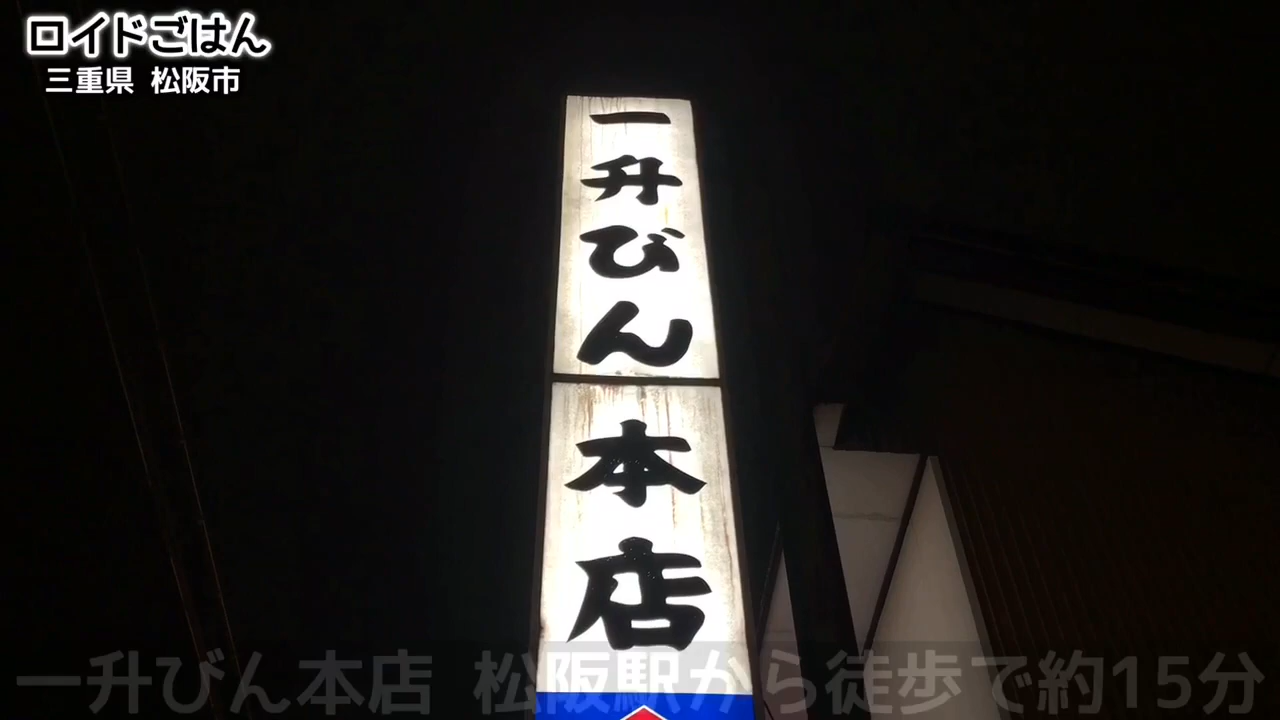 ロイドごはん
三重県 松阪市
一升びん
本店
一升びん本店 松阪駅から徒歩で約15分